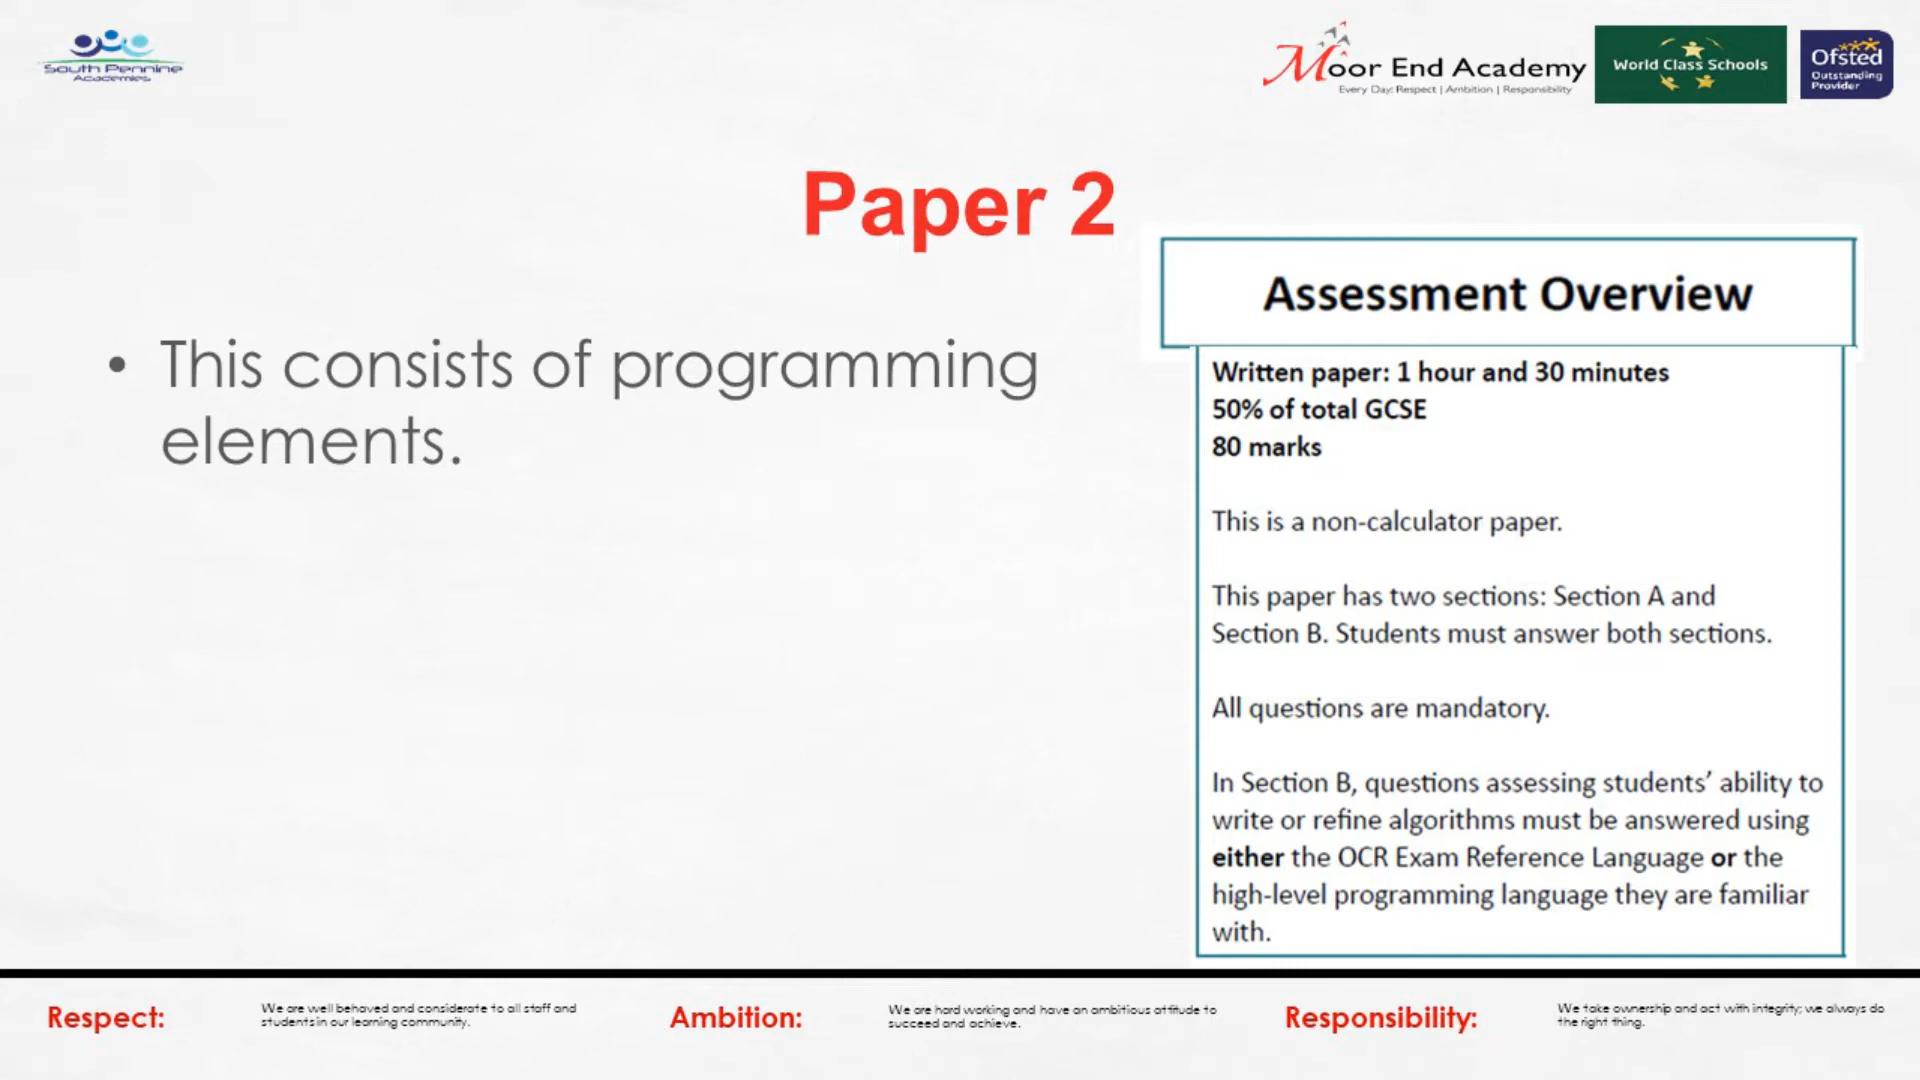 South Pennine
Academies
Moor End Academy
Every Day: Respect | Ambition | Responsibility
World Class Schools
Ofsted
Outstanding
Provider
Paper 2
• This consists of programming
elements.
Assessment Overview
Written paper: 1 hour and 30 minutes
50% of total GCSE
80 marks
This is a non-calculator paper.
This paper has two sections: Section A and
Section B. Students must answer both sections.
All questions are mandatory.
In Section B, questions assessing students’ ability to
write or refine algorithms must be answered using
either the OCR Exam Reference Language or the
high-level programming language they are familiar
with.
Respect:
We are well behaved and considerate to all staff and
students in our learning community.
Ambition:
We are hard working and have an ambitious attitude to
succeed and achieve.
Responsibility:
We take ownership and act with integrity; we always do
the right thing.